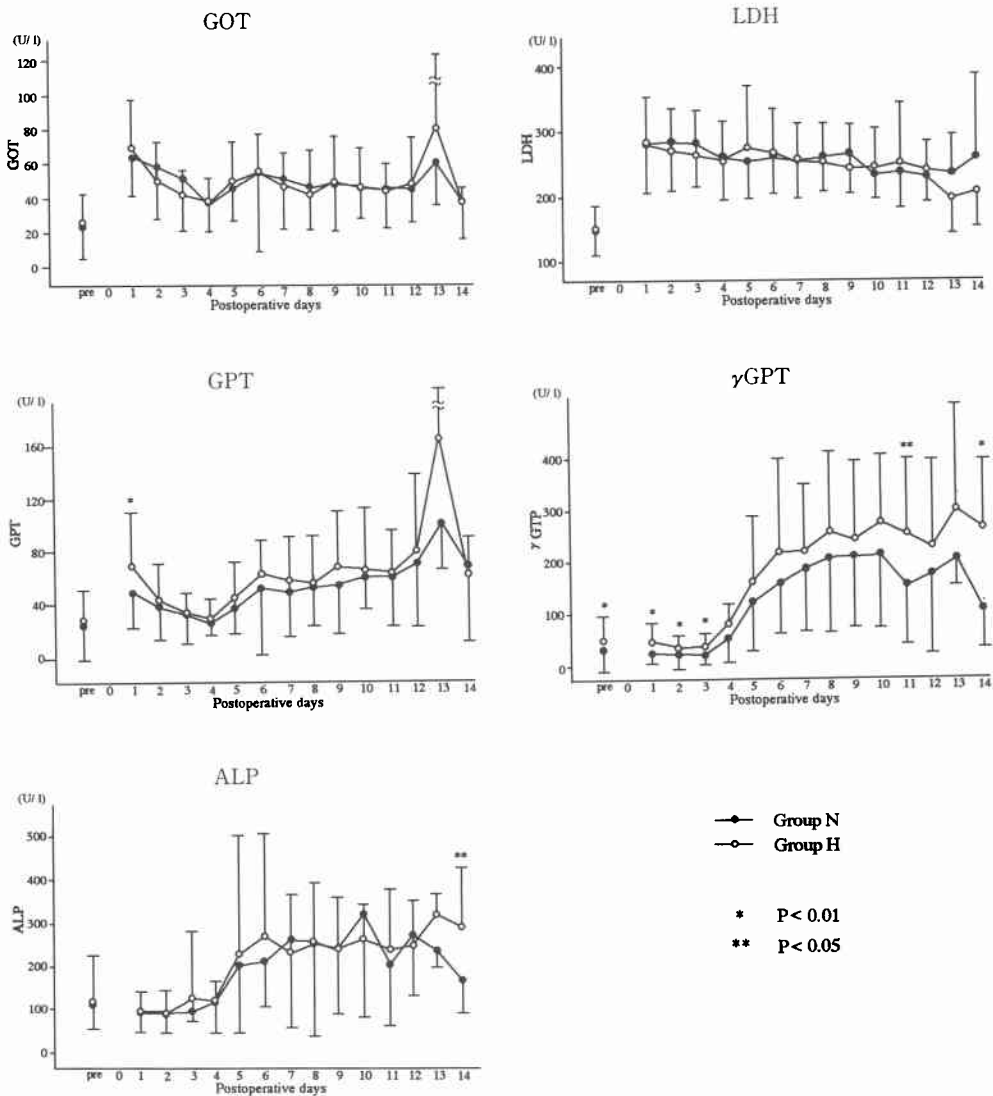 GOT
(U/ l)
120
100
80
60
40
20
0
GOT
pre 0 1 2 3 4 5 6 7 8 9 10 11 12 13 14
Postoperative days
LDH
(U/ l)
400
300
200
100
LDH
pre 0 1 2 3 4 5 6 7 8 9 10 11 12 13 14
Postoperative days
GPT
(U/ l)
160
120
80
40
0
GPT
*
pre 0 1 2 3 4 5 6 7 8 9 10 11 12 13 14
Postoperative days
γGPT
(U/ l)
400
300
200
100
0
γ GTP
* * * * ** *
pre 0 1 2 3 4 5 6 7 8 9 10 11 12 13 14
Postoperative days
ALP
(U/ l)
500
400
300
200
100
0
ALP
**
pre 0 1 2 3 4 5 6 7 8 9 10 11 12 13 14
Postoperative days
Group N
Group H
* P < 0.01
** P < 0.05